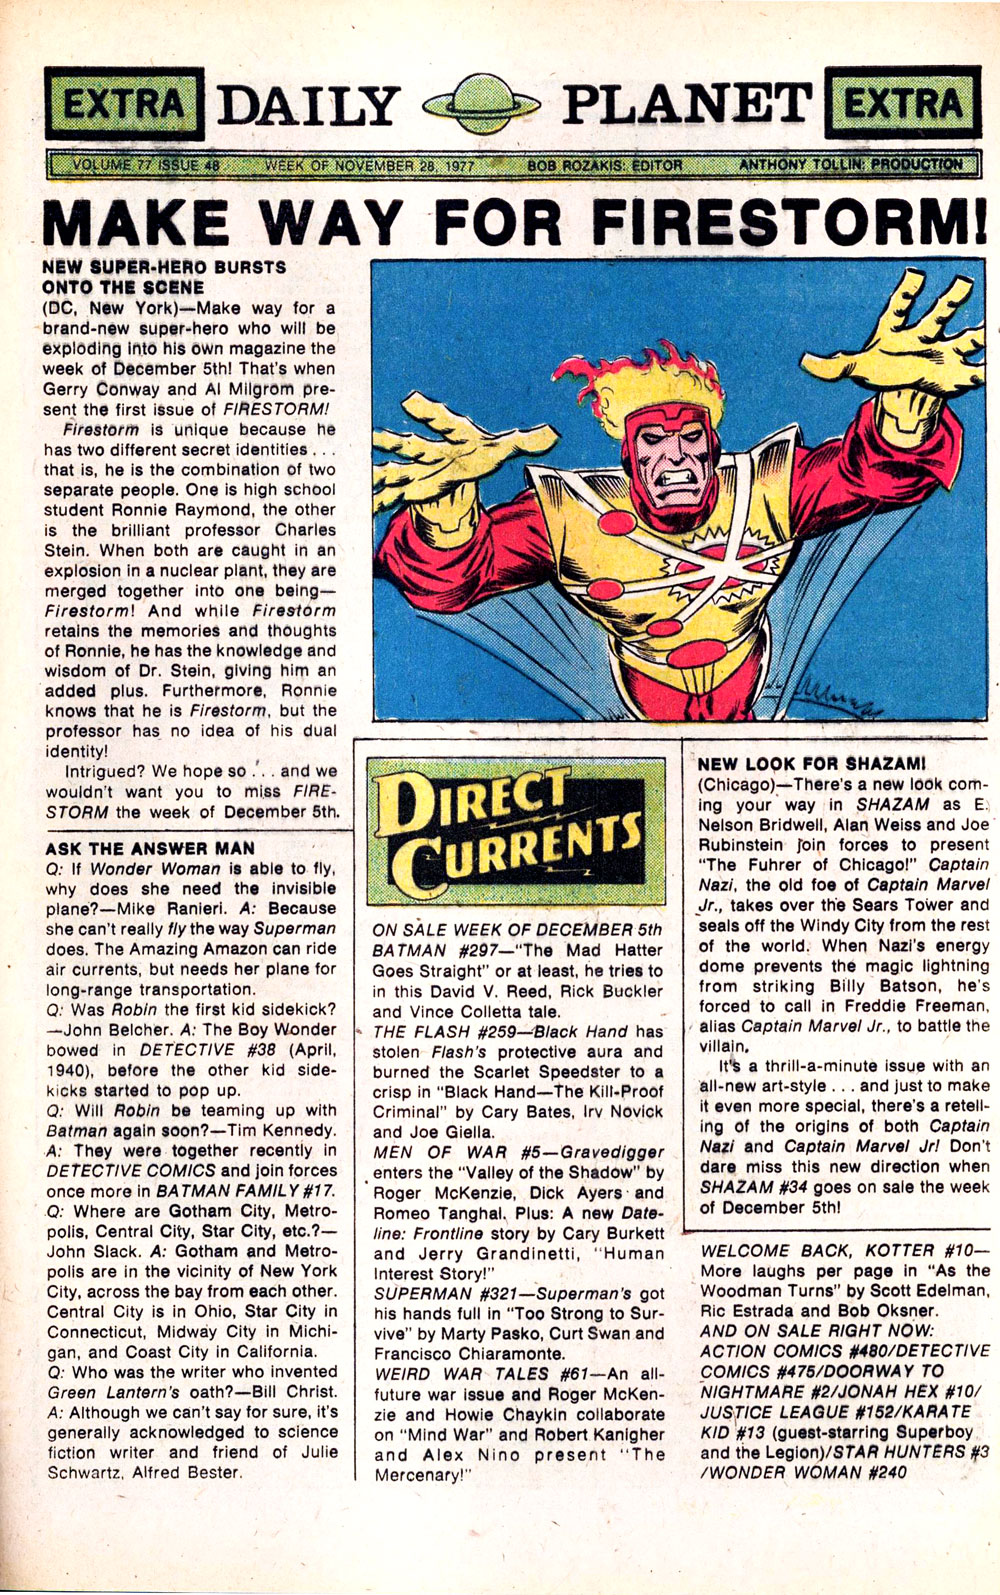 EXTRA DAILY PLANET EXTRA
VOLUME 77 ISSUE 48 WEEK OF NOVEMBER 28, 1977 BOB ROZAKIS: EDITOR ANTHONY TOLLIN: PRODUCTION
MAKE WAY FOR FIRESTORM!
NEW SUPER-HERO BURSTS
ONTO THE SCENE
(DC, New York)—Make way for a
brand-new super-hero who will be
exploding into his own magazine the
week of December 5th! That's when
Gerry Conway and Al Milgrom pre-
sent the first issue of FIRESTORM!
Firestorm is unique because he
has two different secret identities . . .
that is, he is the combination of two
separate people. One is high school
student Ronnie Raymond, the other
is the brilliant professor Charles
Stein. When both are caught in an
explosion in a nuclear plant, they are
merged together into one being—
Firestorm! And while Firestorm
retains the memories and thoughts
of Ronnie, he has the knowledge and
wisdom of Dr. Stein, giving him an
added plus. Furthermore, Ronnie
knows that he is Firestorm, but the
professor has no idea of his dual
identity!
Intrigued? We hope so . . . and we
wouldn't want you to miss FIRE-
STORM the week of December 5th.
ASK THE ANSWER MAN
Q: If Wonder Woman is able to fly,
why does she need the invisible
plane?—Mike Ranieri. A: Because
she can't really fly the way Superman
does. The Amazing Amazon can ride
air currents, but needs her plane for
long-range transportation.
Q: Was Robin the first kid sidekick?
—John Belcher. A: The Boy Wonder
bowed in DETECTIVE #38 (April,
1940), before the other kid side-
kicks started to pop up.
Q: Will Robin be teaming up with
Batman again soon?—Tim Kennedy.
A: They were together recently in
DETECTIVE COMICS and join forces
once more in BATMAN FAMILY #17.
Q: Where are Gotham City, Metro-
polis, Central City, Star City, etc.?—
John Slack. A: Gotham and Metro-
polis are in the vicinity of New York
City, across the bay from each other.
Central City is in Ohio, Star City in
Connecticut, Midway City in Michi-
gan, and Coast City in California.
Q: Who was the writer who invented
Green Lantern's oath?—Bill Christ.
A: Although we can't say for sure, it's
generally acknowledged to science
fiction writer and friend of Julie
Schwartz, Alfred Bester.
DIRECT
CURRENTS
ON SALE WEEK OF DECEMBER 5th
BATMAN #297—"The Mad Hatter
Goes Straight" or at least, he tries to
in this David V. Reed, Rick Buckler
and Vince Colletta tale.
THE FLASH #259—Black Hand has
stolen Flash's protective aura and
burned the Scarlet Speedster to a
crisp in "Black Hand—The Kill-Proof
Criminal" by Cary Bates, Irv Novick
and Joe Giella.
MEN OF WAR #5—Gravedigger
enters the "Valley of the Shadow" by
Roger McKenzie, Dick Ayers and
Romeo Tanghal. Plus: A new Date-
line: Frontline story by Cary Burkett
and Jerry Grandinetti, "Human
Interest Story!"
SUPERMAN #321—Superman's got
his hands full in "Too Strong to Sur-
vive" by Marty Pasko, Curt Swan and
Francisco Chiaramonte.
WEIRD WAR TALES #61—An all-
future war issue and Roger McKen-
zie and Howie Chaykin collaborate
on "Mind War" and Robert Kanigher
and Alex Nino present "The
Mercenary!"
NEW LOOK FOR SHAZAM!
(Chicago)—There's a new look com-
ing your way in SHAZAM as E.
Nelson Bridwell, Alan Weiss and Joe
Rubinstein join forces to present
"The Fuhrer of Chicago!" Captain
Nazi, the old foe of Captain Marvel
Jr., takes over the Sears Tower and
seals off the Windy City from the rest
of the world. When Nazi's energy
dome prevents the magic lightning
from striking Billy Batson, he's
forced to call in Freddie Freeman,
alias Captain Marvel Jr., to battle the
villain.
It's a thrill-a-minute issue with an
all-new art-style . . . and just to make
it even more special, there's a retell-
ing of the origins of both Captain
Nazi and Captain Marvel Jr! Don't
dare miss this new direction when
SHAZAM #34 goes on sale the week
of December 5th!
WELCOME BACK, KOTTER #10—
More laughs per page in "As the
Woodman Turns" by Scott Edelman,
Ric Estrada and Bob Oksner.
AND ON SALE RIGHT NOW:
ACTION COMICS #480/DETECTIVE
COMICS #475/DOORWAY TO
NIGHTMARE #2/JONAH HEX #10/
JUSTICE LEAGUE #152/KARATE
KID #13 (guest-starring Superboy
and the Legion)/STAR HUNTERS #3
/WONDER WOMAN #240